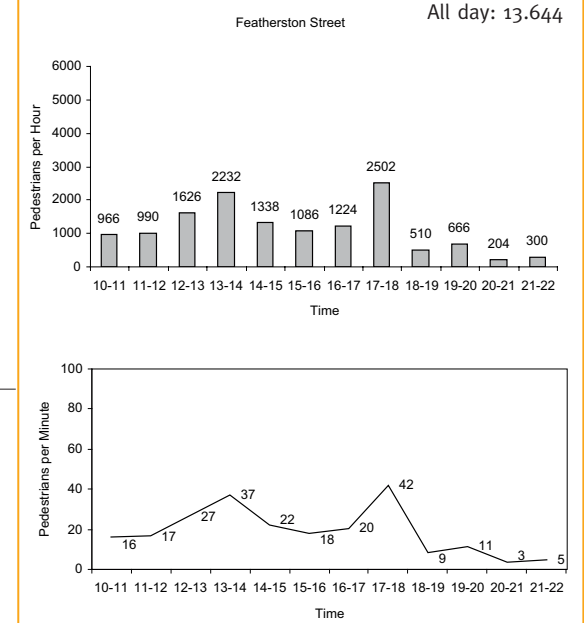 All day: 13.644
Featherston Street
Pedestrians per Hour
6000
5000
4000
3000
2000
1000
0
966 990 1626 2232 1338 1086 1224 2502 510 666 204 300
10-11 11-12 12-13 13-14 14-15 15-16 16-17 17-18 18-19 19-20 20-21 21-22
Time
Pedestrians per Minute
100
80
60
40
20
0
16 17 27 37 22 18 20 42 9 11 3 5
10-11 11-12 12-13 13-14 14-15 15-16 16-17 17-18 18-19 19-20 20-21 21-22
Time